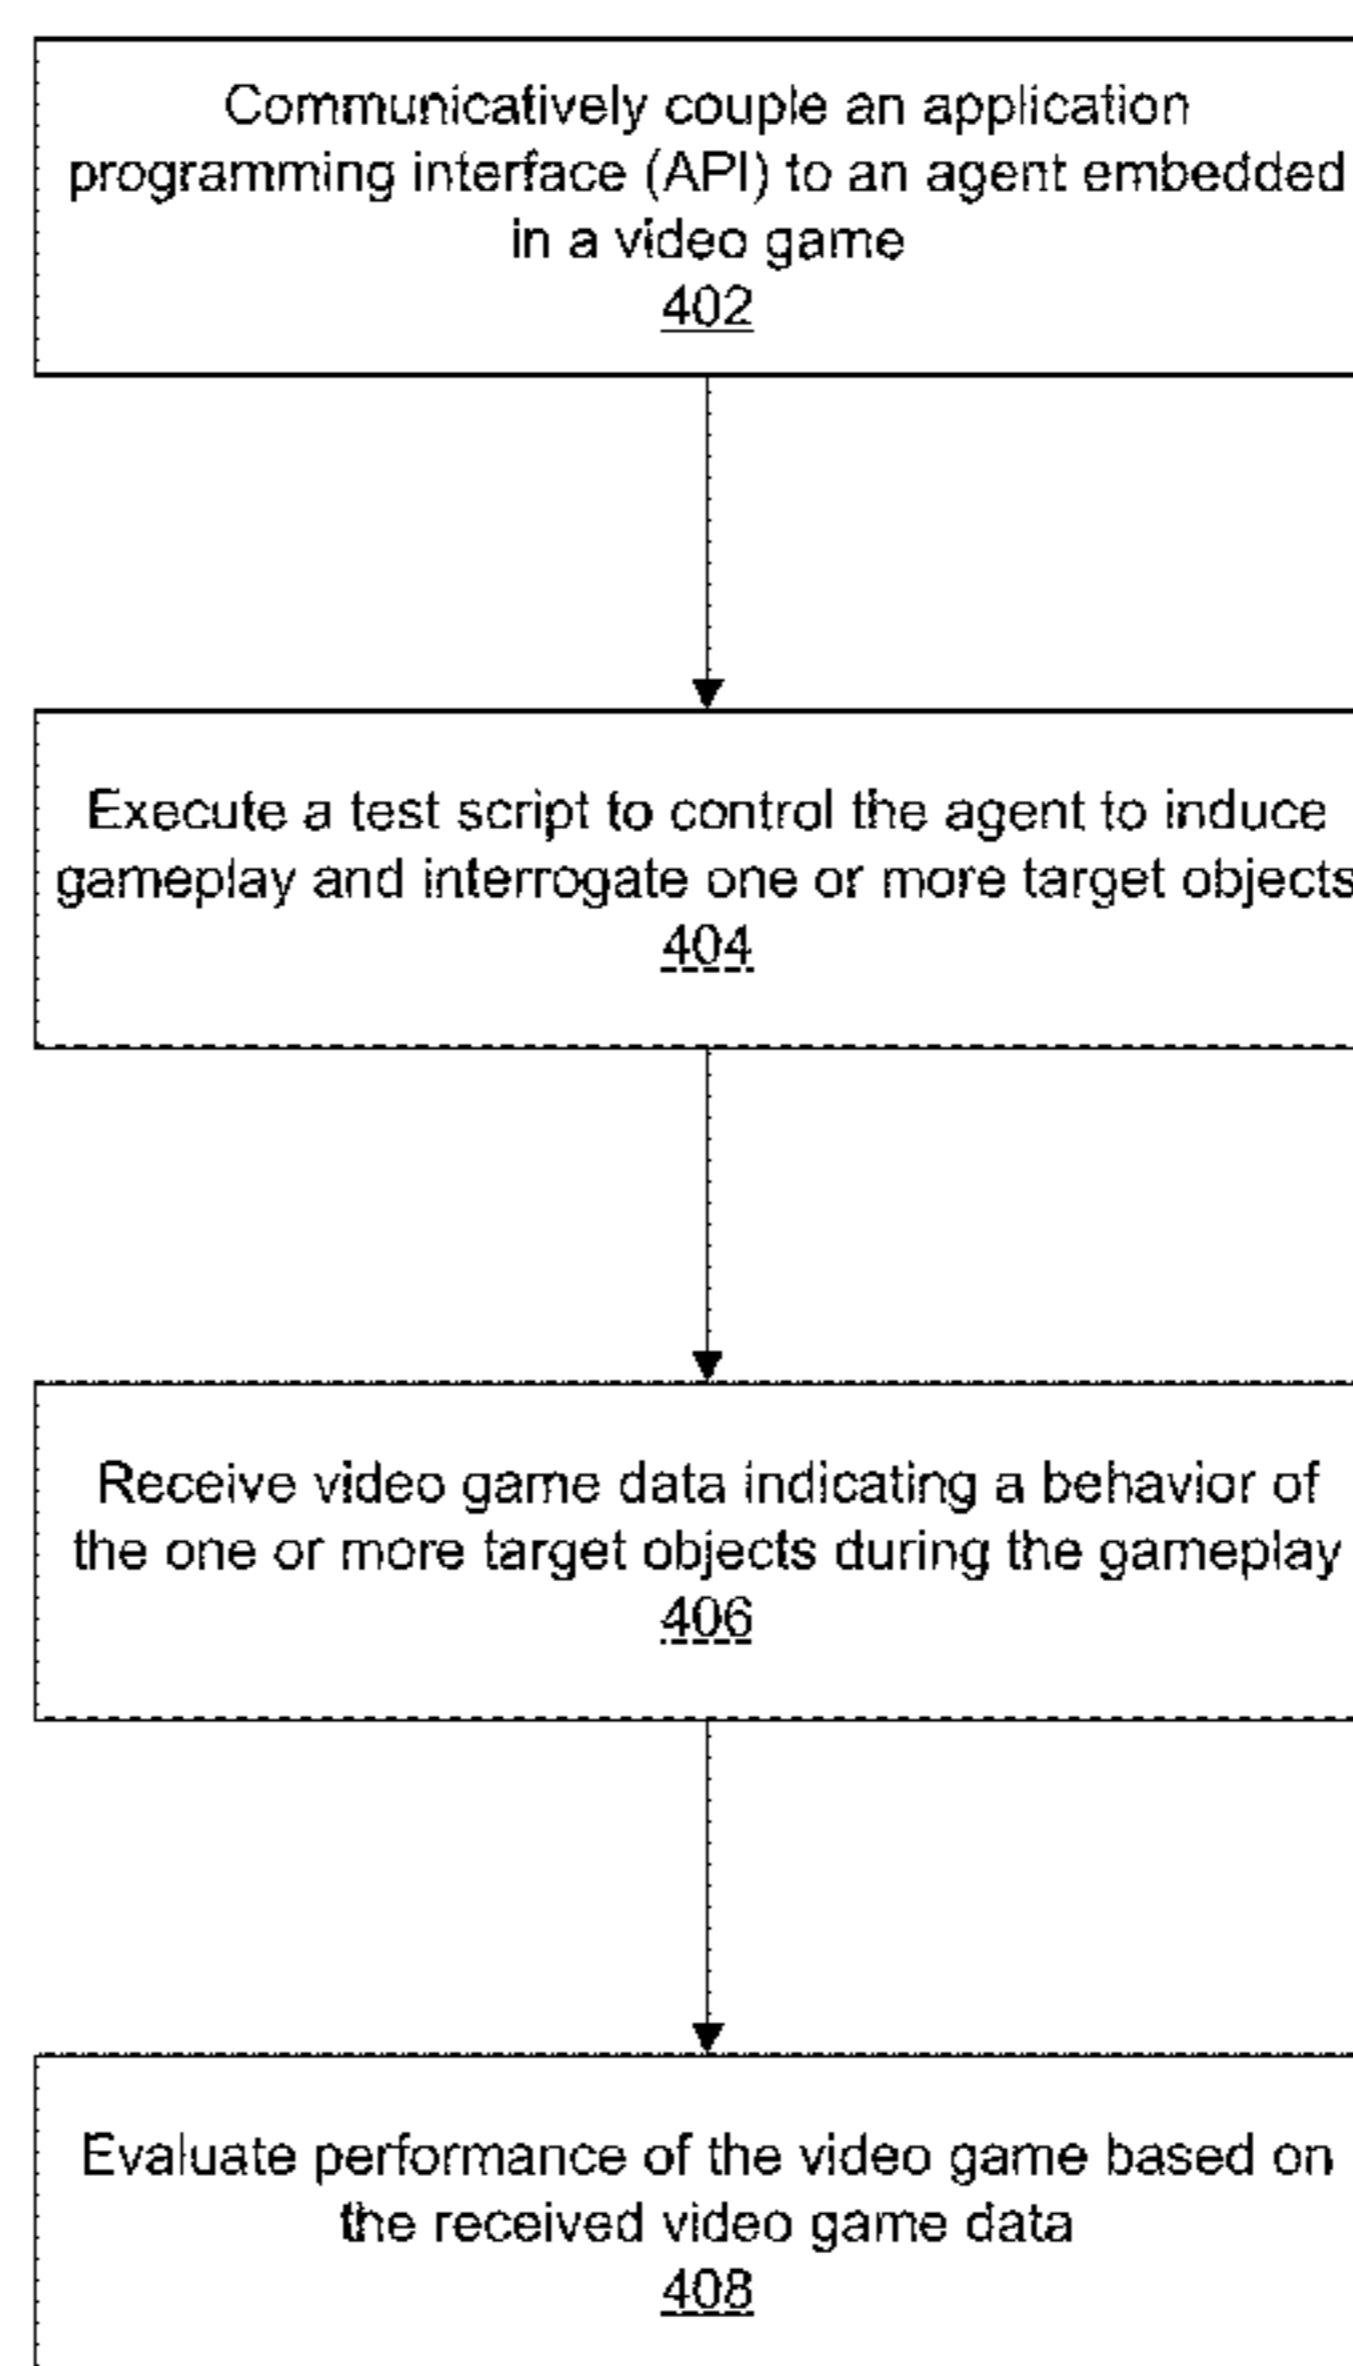 Communicatively couple an application
programming interface (API) to an agent embedded
in a video game
402
Execute a test script to control the agent to induce
gameplay and interrogate one or more target objects
404
Receive video game data indicating a behavior of
the one or more target objects during the gameplay
406
Evaluate performance of the video game based on
the received video game data
408